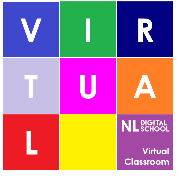 V I R
T U A
L
NL DIGITAL
SCHOOL
Virtual
Classroom